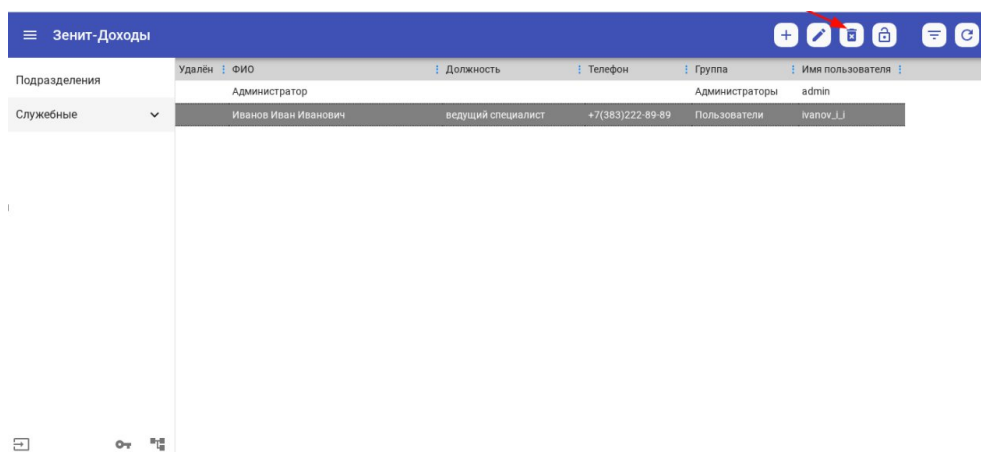 Зенит-Доходы
Подразделения
Служебные
Удалён ФИО Должность Телефон Группа Имя пользователя
Администратор Администраторы admin
Иванов Иван Иванович ведущий специалист +7(383)222-89-89 Пользователи ivanov_i_i